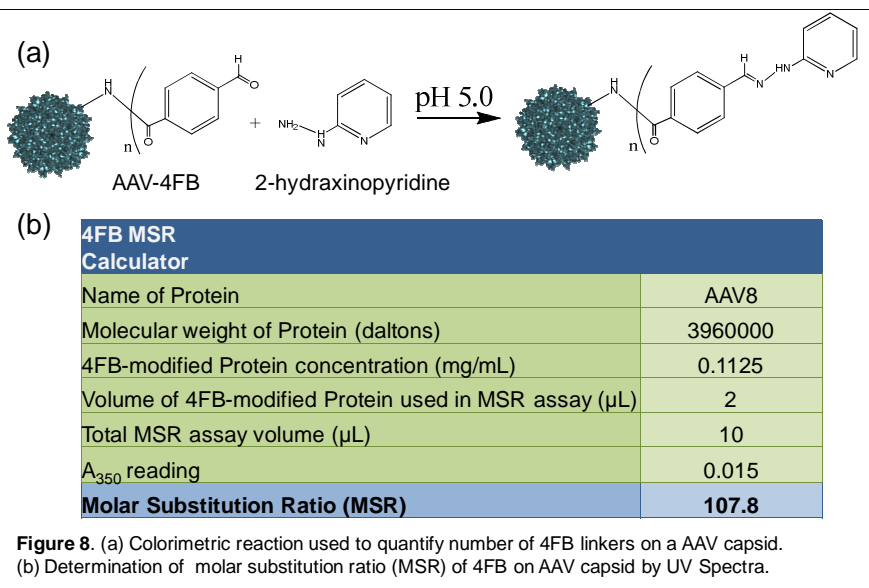 (a)
H
N
n
O
H
O
+
NH₂
H
N
N
pH 5.0
H
N
n
O
H
N
HN
N
AAV-4FB 2-hydraxinopyridine
(b)
4FB MSR
Calculator
Name of Protein AAV8
Molecular weight of Protein (daltons) 3960000
4FB-modified Protein concentration (mg/mL) 0.1125
Volume of 4FB-modified Protein used in MSR assay (µL) 2
Total MSR assay volume (µL) 10
A₃₅₀ reading 0.015
Molar Substitution Ratio (MSR) 107.8
Figure 8. (a) Colorimetric reaction used to quantify number of 4FB linkers on a AAV capsid.
(b) Determination of molar substitution ratio (MSR) of 4FB on AAV capsid by UV Spectra.